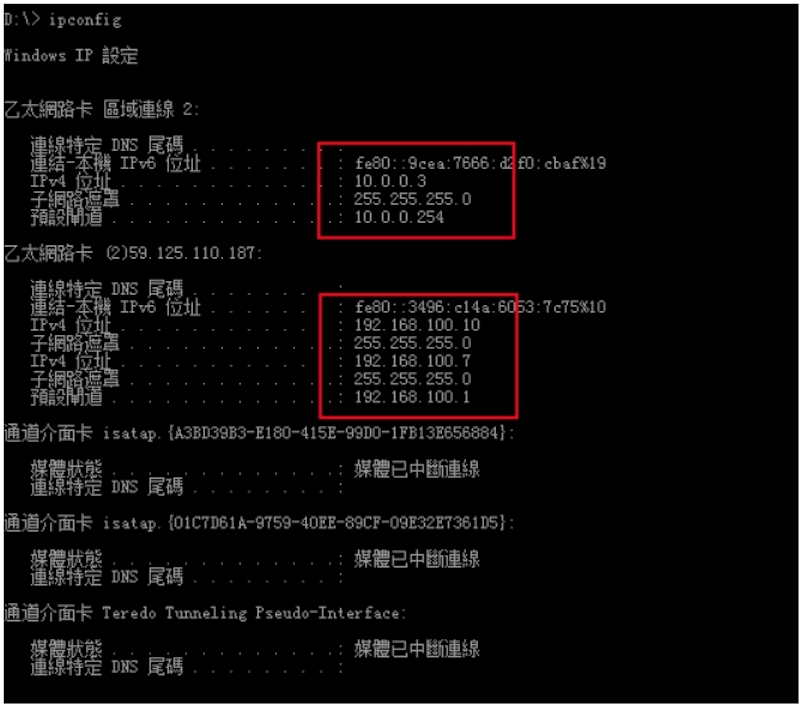 D:\> ipconfig
Windows IP 設定
乙太網路卡 區域連線 2:
連線特定 DNS 尾碼 . . . . . . . . :
連結-本機 IPv6 位址 . . . . . . . : fe80::9cea:7666:d2f0:cbaf%19
IPv4 位址 . . . . . . . . . . . . : 10.0.0.3
子網路遮罩 . . . . . . . . . . . .: 255.255.255.0
預設閘道 . . . . . . . . . . . . .: 10.0.0.254
乙太網路卡 (2)59.125.110.187:
連線特定 DNS 尾碼 . . . . . . . . :
連結-本機 IPv6 位址 . . . . . . . : fe80::3496:c14a:6053:7c75%10
IPv4 位址 . . . . . . . . . . . . : 192.168.100.10
子網路遮罩 . . . . . . . . . . . .: 255.255.255.0
IPv4 位址 . . . . . . . . . . . . : 192.168.100.7
子網路遮罩 . . . . . . . . . . . .: 255.255.255.0
預設閘道 . . . . . . . . . . . . .: 192.168.100.1
通道介面卡 isatap.{A3BD39B3-E180-415E-99D0-1FB13E656884}:
媒體狀態 . . . . . . . . . . . . .: 媒體已中斷連線
連線特定 DNS 尾碼 . . . . . . . . :
通道介面卡 isatap.{01C7D61A-9759-40EE-89CF-09E32E7361D5}:
媒體狀態 . . . . . . . . . . . . .: 媒體已中斷連線
連線特定 DNS 尾碼 . . . . . . . . :
通道介面卡 Teredo Tunneling Pseudo-Interface:
媒體狀態 . . . . . . . . . . . . .: 媒體已中斷連線
連線特定 DNS 尾碼 . . . . . . . . :